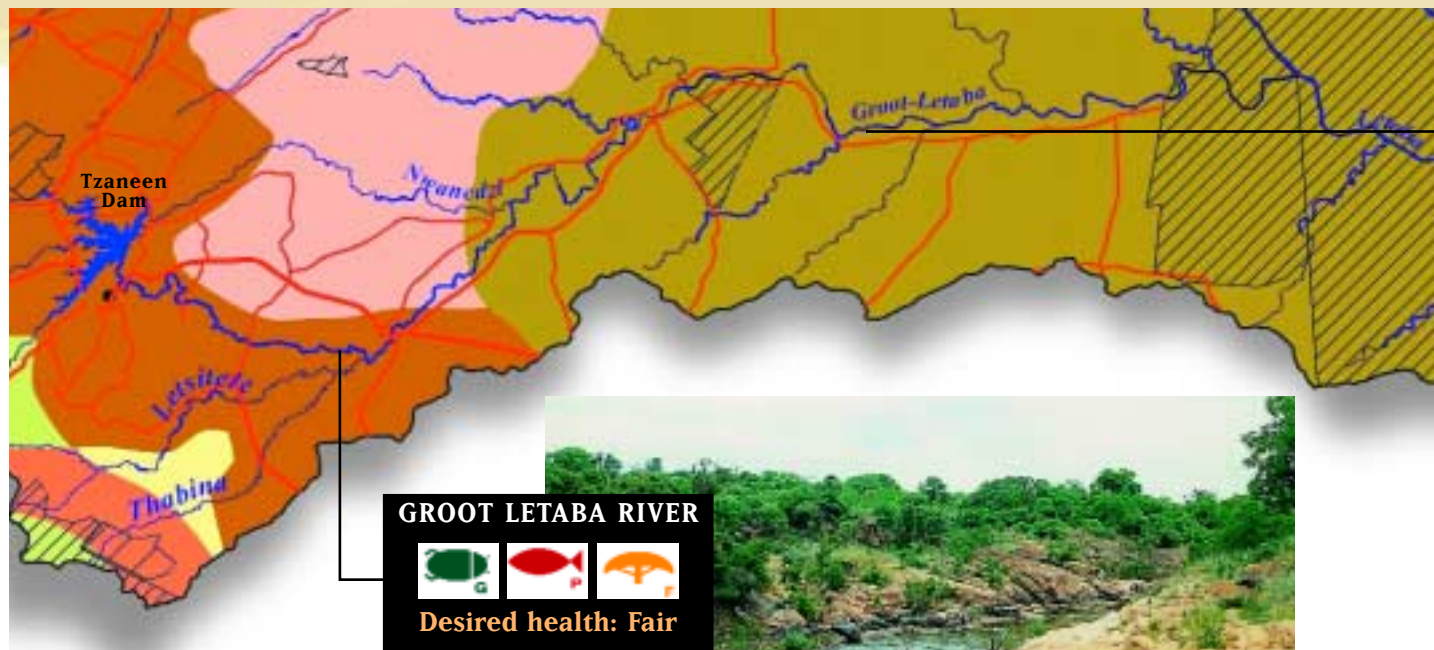 Tzaneen
Dam
Groot-Letaba
Letaba
Nwanedzi
Letsitele
Thabina
GROOT LETABA RIVER
G
P
F
Desired health: Fair